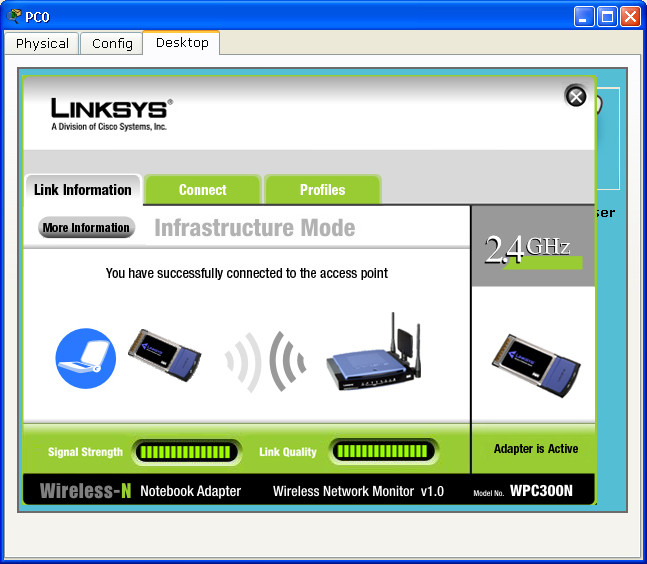 PC0
Physical Config Desktop
LINKSYS®
A Division of Cisco Systems, Inc.
Link Information Connect Profiles
ser
More Information Infrastructure Mode
2.4GHz
You have successfully connected to the access point
Signal Strength Link Quality Adapter is Active
Wireless-N Notebook Adapter Wireless Network Monitor v1.0 Model No. WPC300N